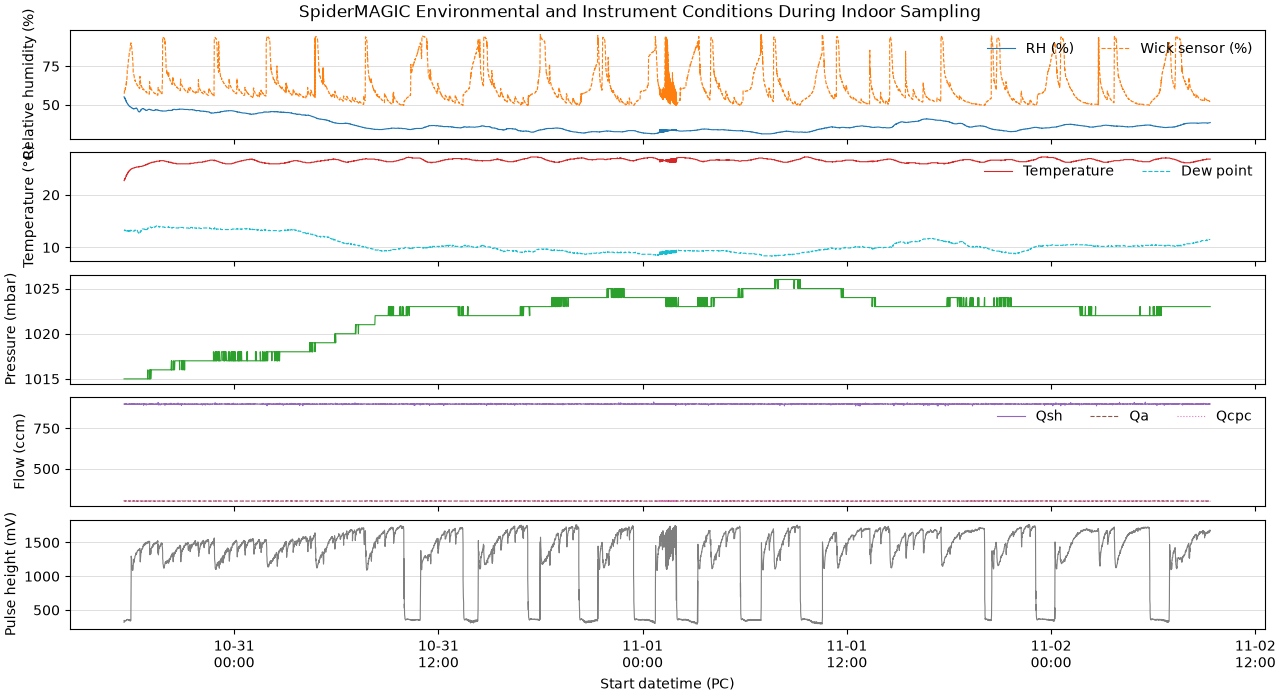 SpiderMAGIC Environmental and Instrument Conditions During Indoor Sampling
Relative humidity (%)
75
50
RH (%)
Wick sensor (%)
Temperature (°
20
10
Temperature
Dew point
Pressure (mbar)
1025
1020
1015
Flow (ccm)
750
500
Qsh
Qa
Qcpc
Pulse height (mV)
1500
1000
500
10-31
00:00
10-31
12:00
11-01
00:00
11-01
12:00
11-02
00:00
11-02
12:00
Start datetime (PC)